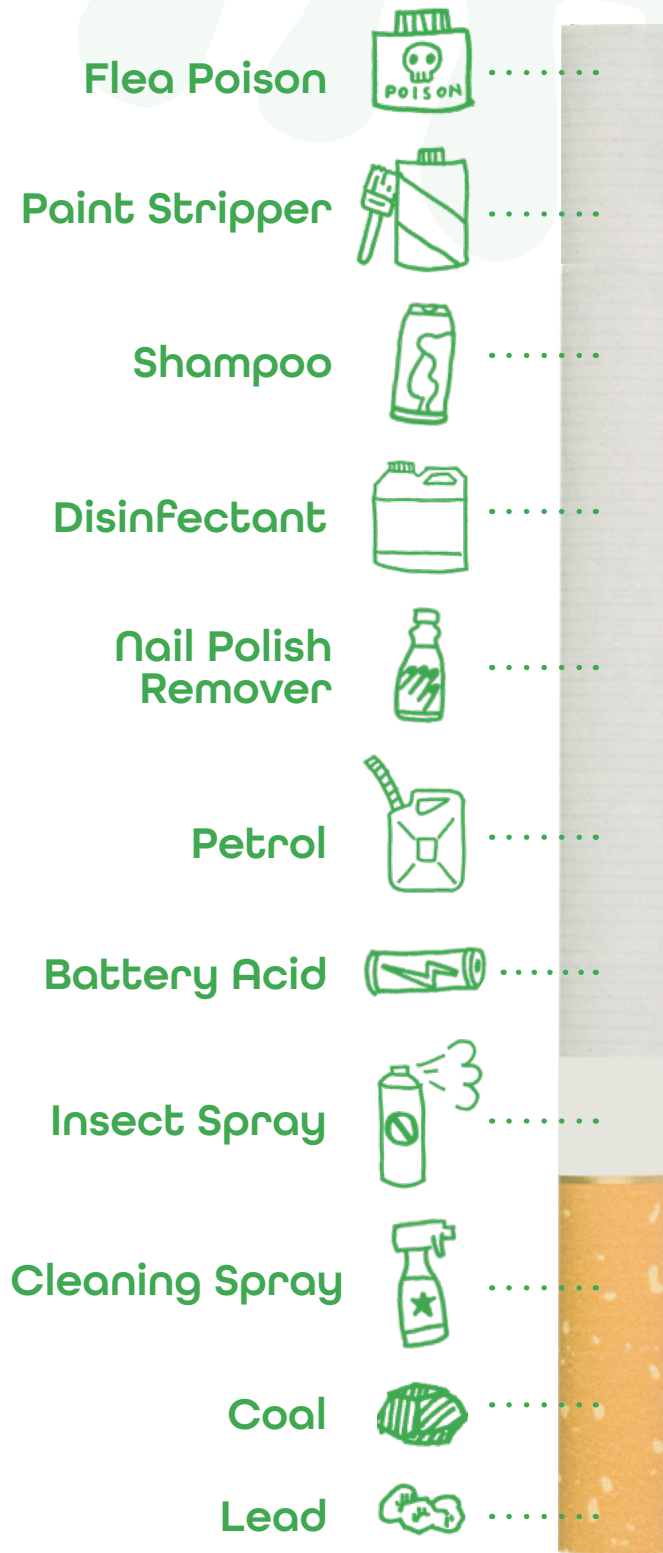 Flea Poison
POISON
Paint Stripper
Shampoo
Disinfectant
Nail Polish
Remover
Petrol
Battery Acid
Insect Spray
Cleaning Spray
Coal
Lead